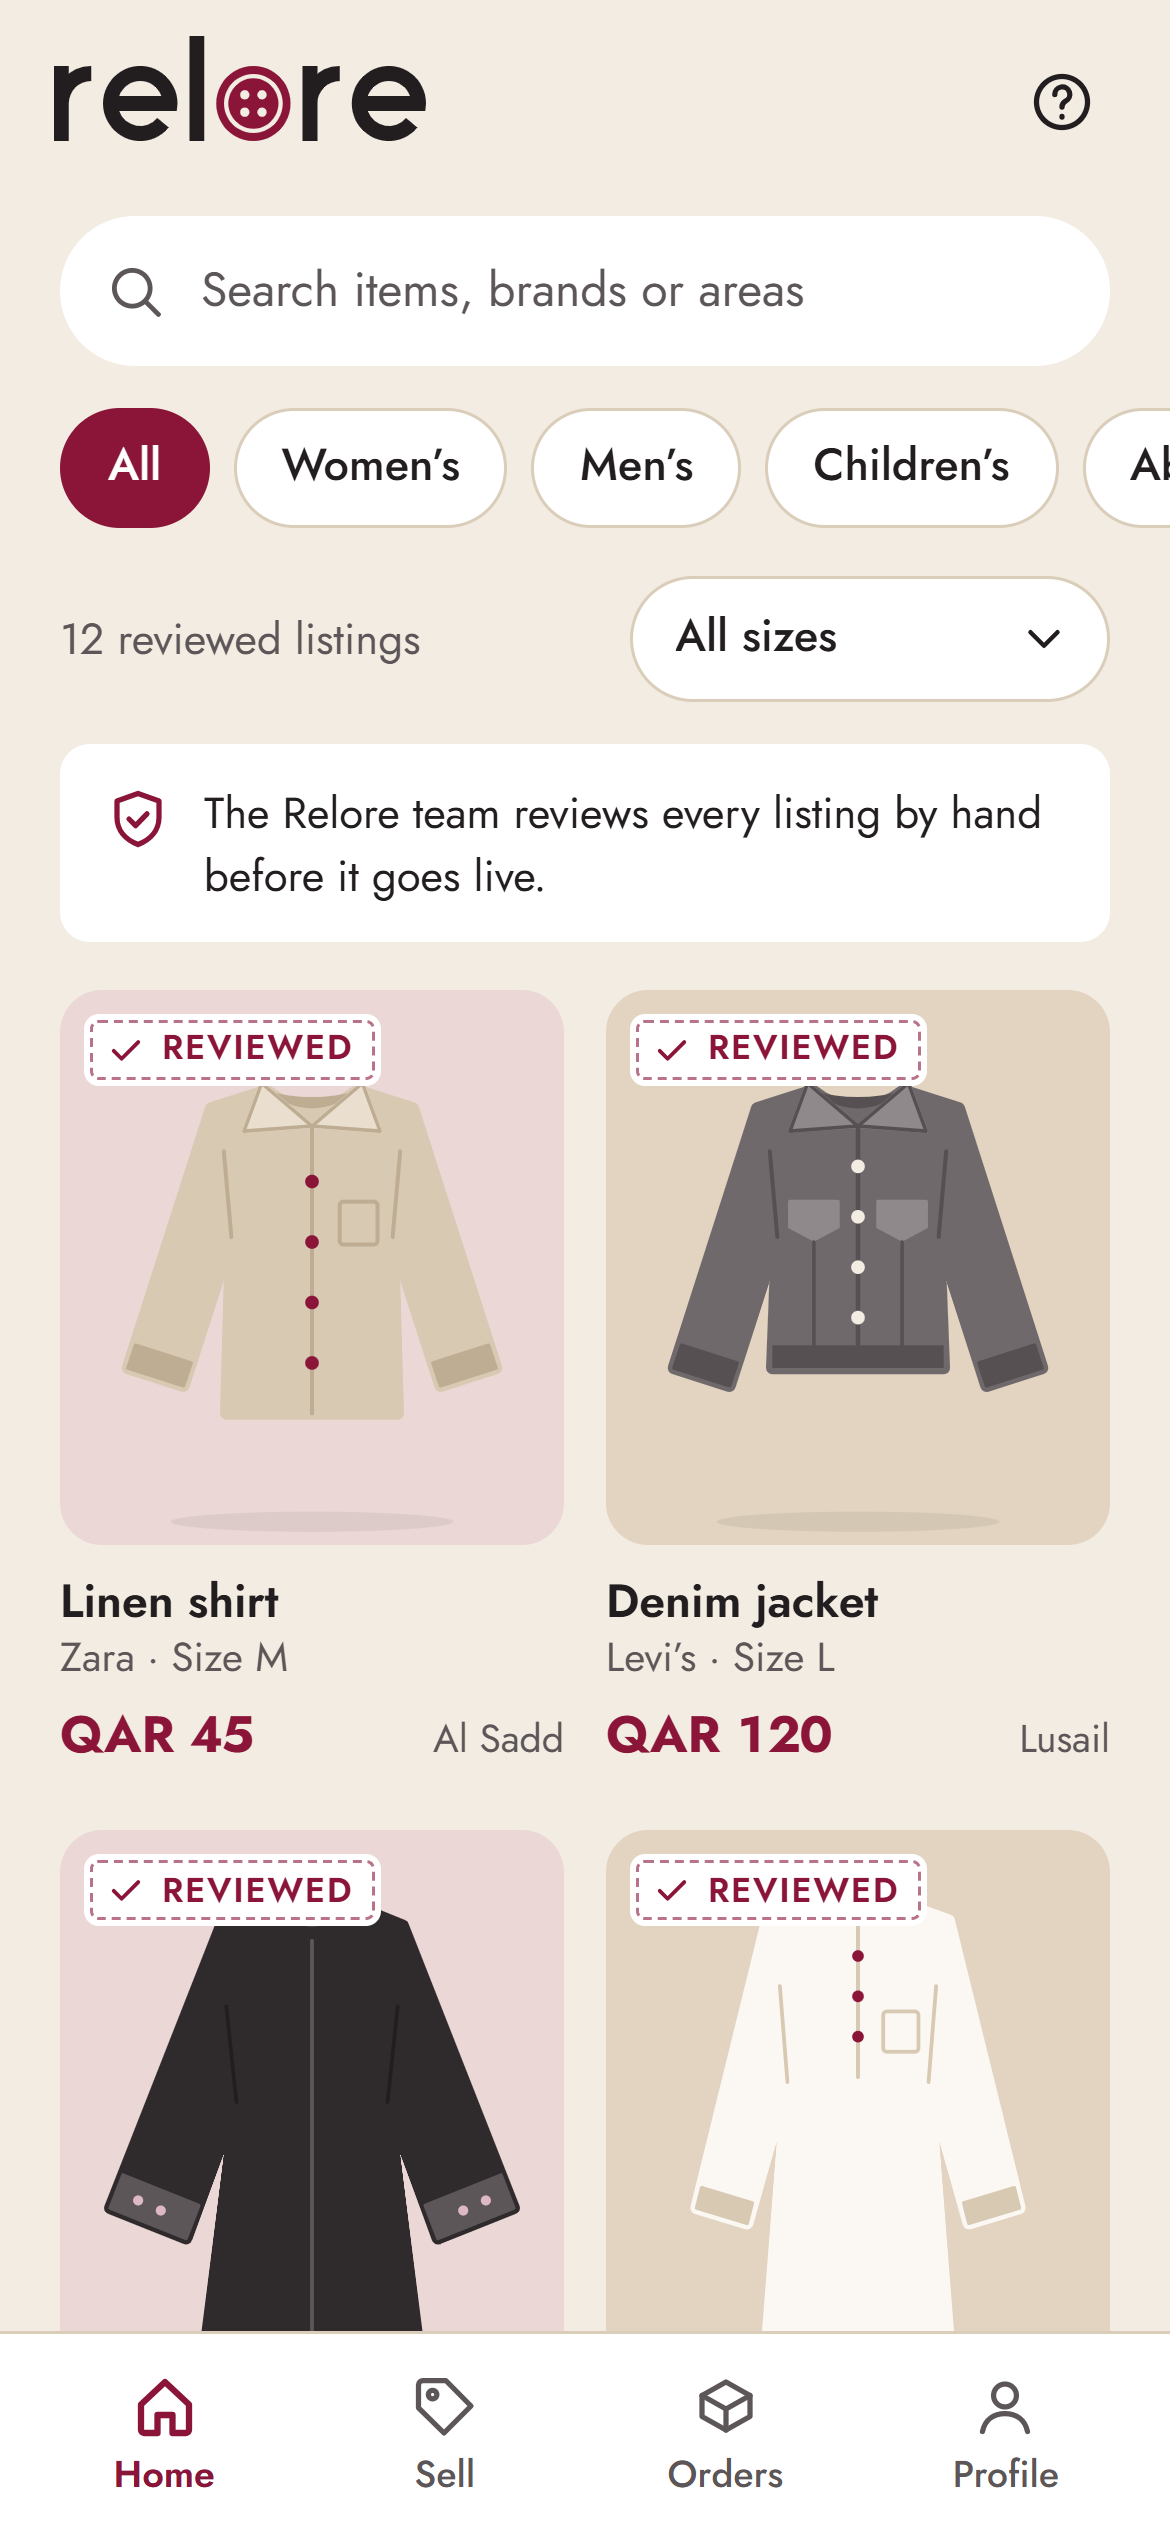 relore
Search items, brands or areas
All
Women’s
Men’s
Children’s
Ab
12 reviewed listings
All sizes
The Relore team reviews every listing by hand
before it goes live.
REVIEWED
REVIEWED
Linen shirt
Zara · Size M
QAR 45
Al Sadd
Denim jacket
Levi’s · Size L
QAR 120
Lusail
REVIEWED
REVIEWED
Home
Sell
Orders
Profile